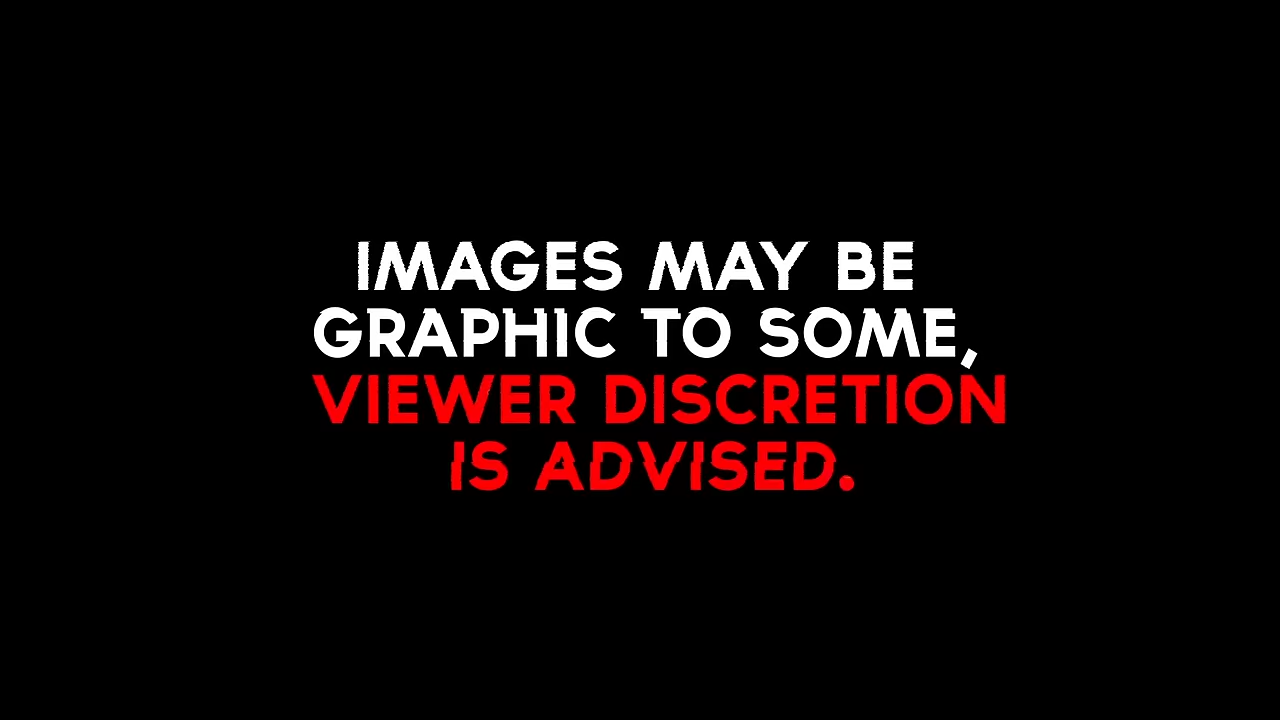 IMAGES MAY BE
GRAPHIC TO SOME,
VIEWER DISCRETION
IS ADVISED.